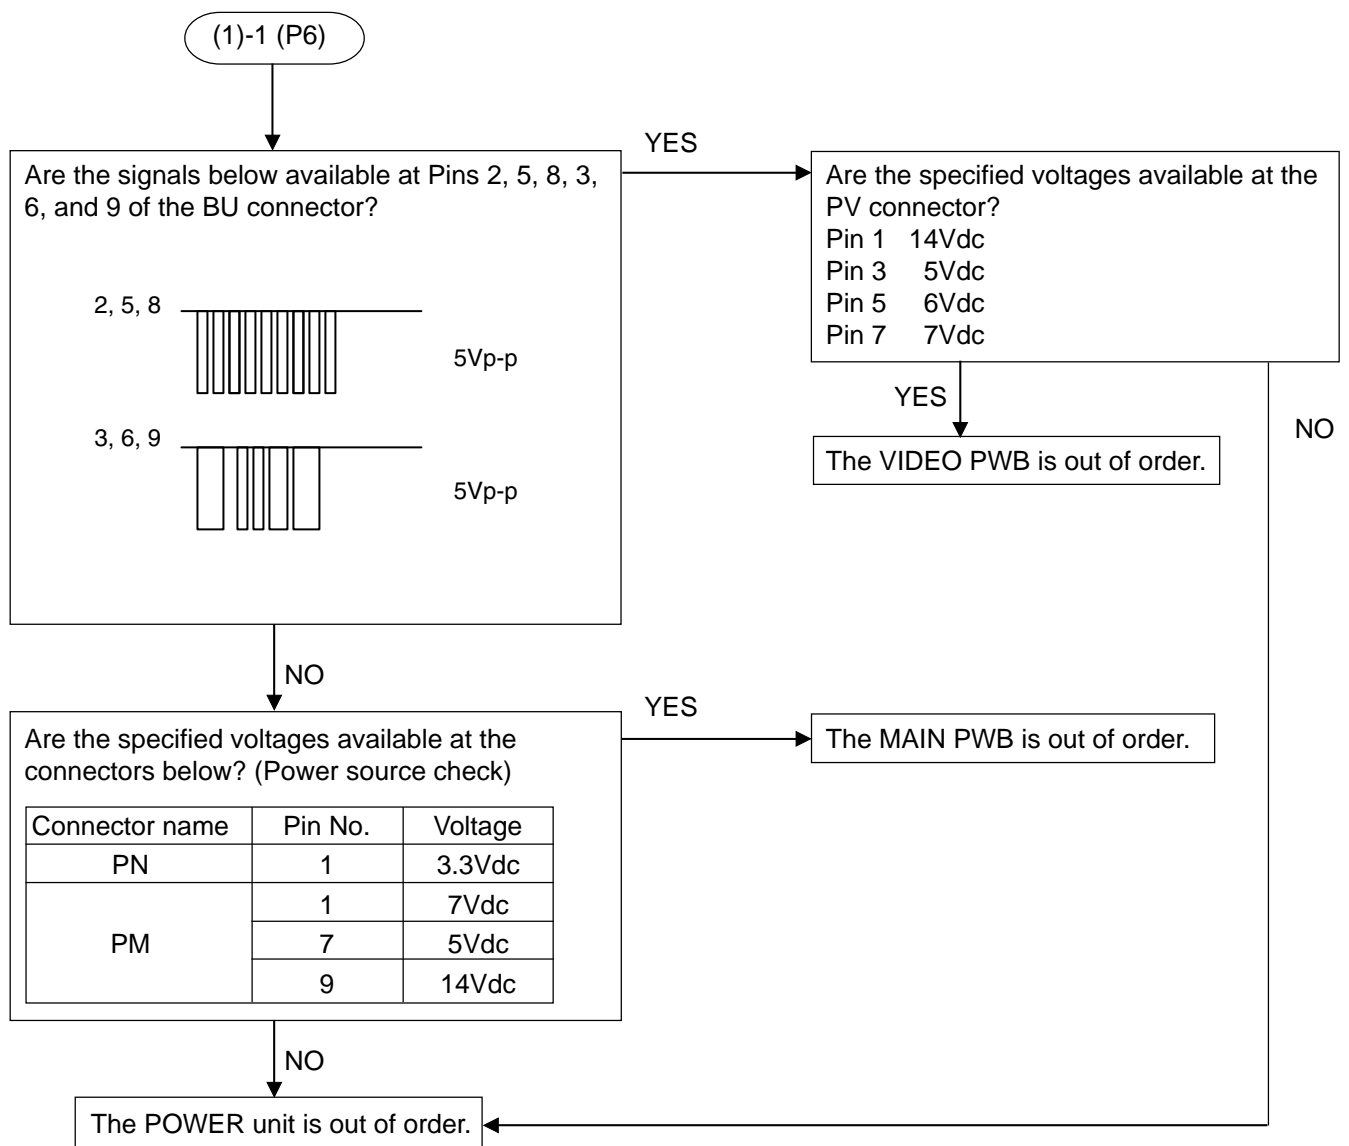 (1)-1 (P6)
YES
Are the signals below available at Pins 2, 5, 8, 3,
6, and 9 of the BU connector?
2, 5, 8
5Vp-p
3, 6, 9
5Vp-p
Are the specified voltages available at the
PV connector?
Pin 1 14Vdc
Pin 3 5Vdc
Pin 5 6Vdc
Pin 7 7Vdc
YES
NO
The VIDEO PWB is out of order.
NO
YES
Are the specified voltages available at the
connectors below? (Power source check)
Connector name Pin No. Voltage
PN 1 3.3Vdc
1 7Vdc
PM 7 5Vdc
9 14Vdc
The MAIN PWB is out of order.
NO
The POWER unit is out of order.